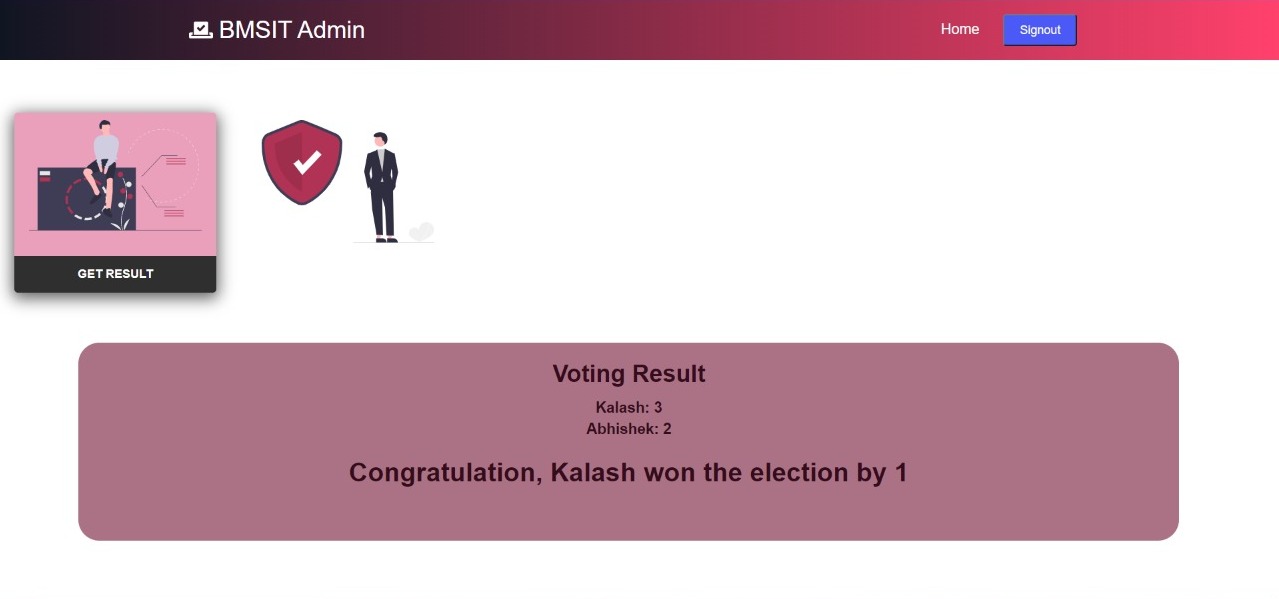 BMSIT Admin
Home
Signout
GET RESULT
Voting Result
Kalash: 3
Abhishek: 2
Congratulation, Kalash won the election by 1